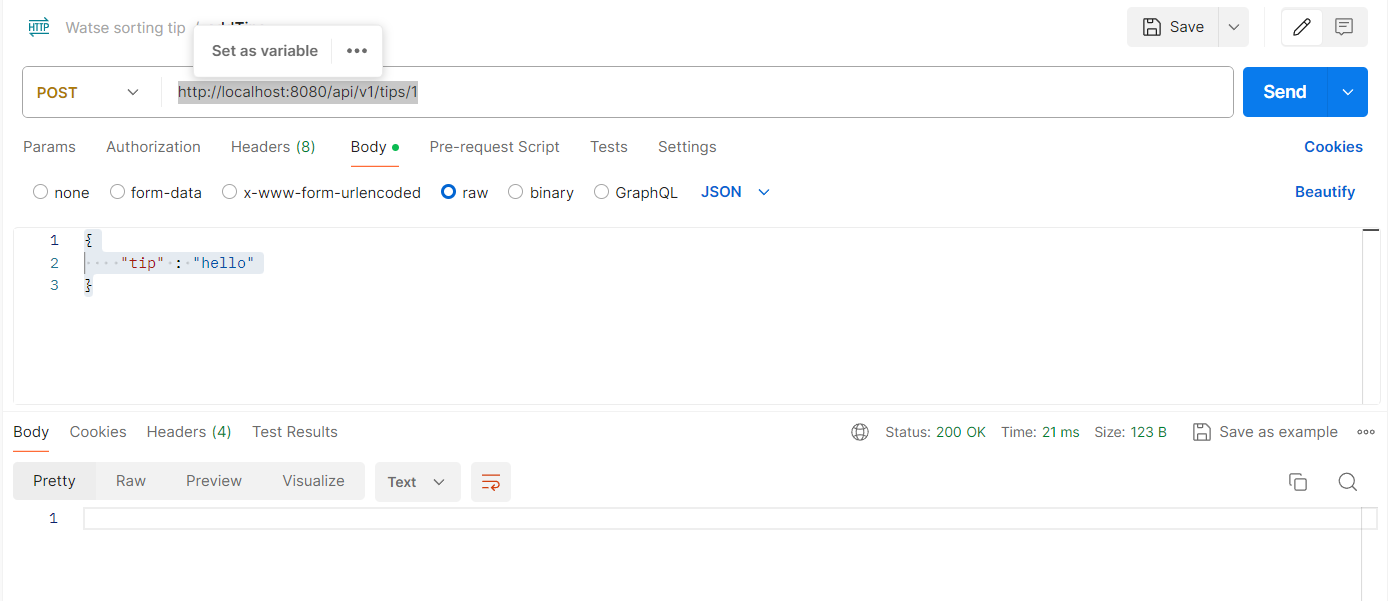 HTTP Watse sorting tip /
Save
Set as variable •••
POST http://localhost:8080/api/v1/tips/1 Send
Params Authorization Headers (8) Body Pre-request Script Tests Settings Cookies
none form-data x-www-form-urlencoded raw binary GraphQL JSON Beautify
1 {
2 "tip" : "hello"
3 }
Body Cookies Headers (4) Test Results Status: 200 OK Time: 21 ms Size: 123 B Save as example
Pretty Raw Preview Visualize Text
1